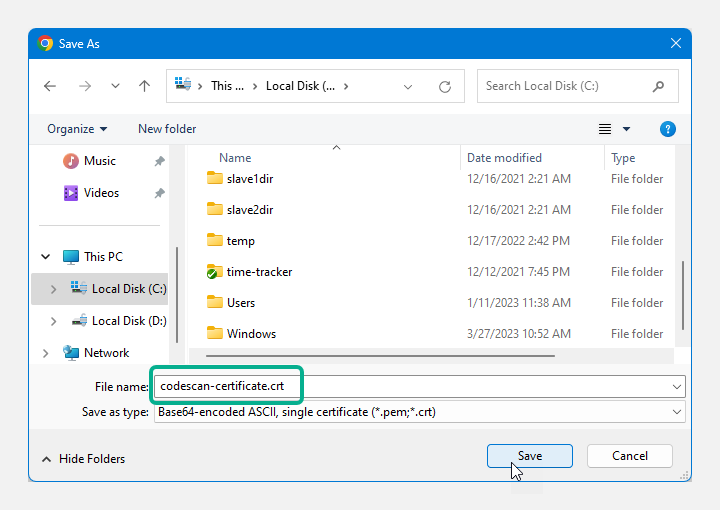 Save As
This ... Local Disk (... Search Local Disk (C:)
Organize New folder
Name Date modified Type
Music
Videos
This PC
Local Disk (C:)
Local Disk (D:)
Network
slave1dir 12/16/2021 2:21 AM File folder
slave2dir 12/16/2021 2:21 AM File folder
temp 12/17/2022 2:42 PM File folder
time-tracker 12/12/2021 7:45 PM File folder
Users 1/11/2023 11:38 AM File folder
Windows 3/27/2023 10:52 AM File folder
File name: codescan-certificate.crt
Save as type: Base64-encoded ASCII, single certificate (*.pem;*.crt)
Hide Folders Save Cancel